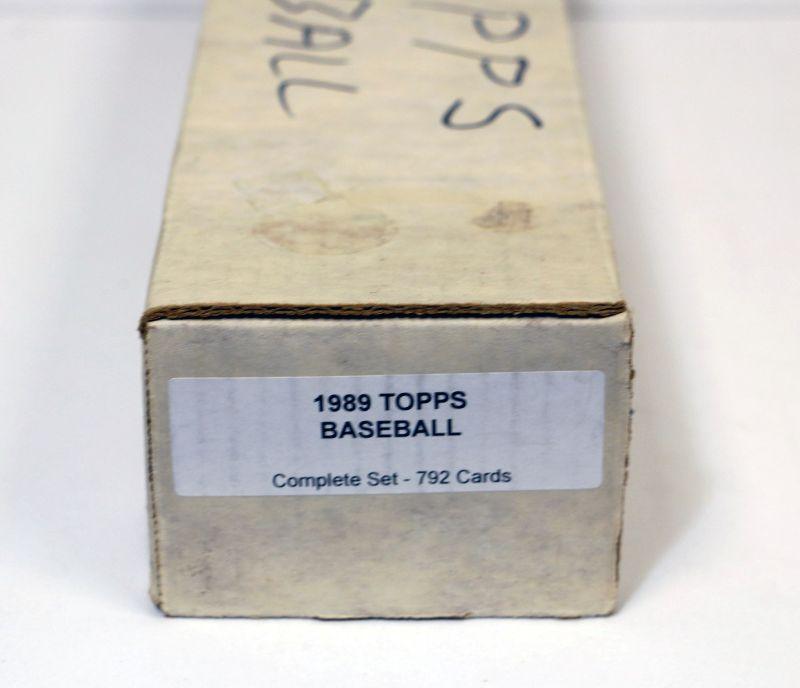 PPS
BALL
1989 TOPPS
BASEBALL
Complete Set - 792 Cards